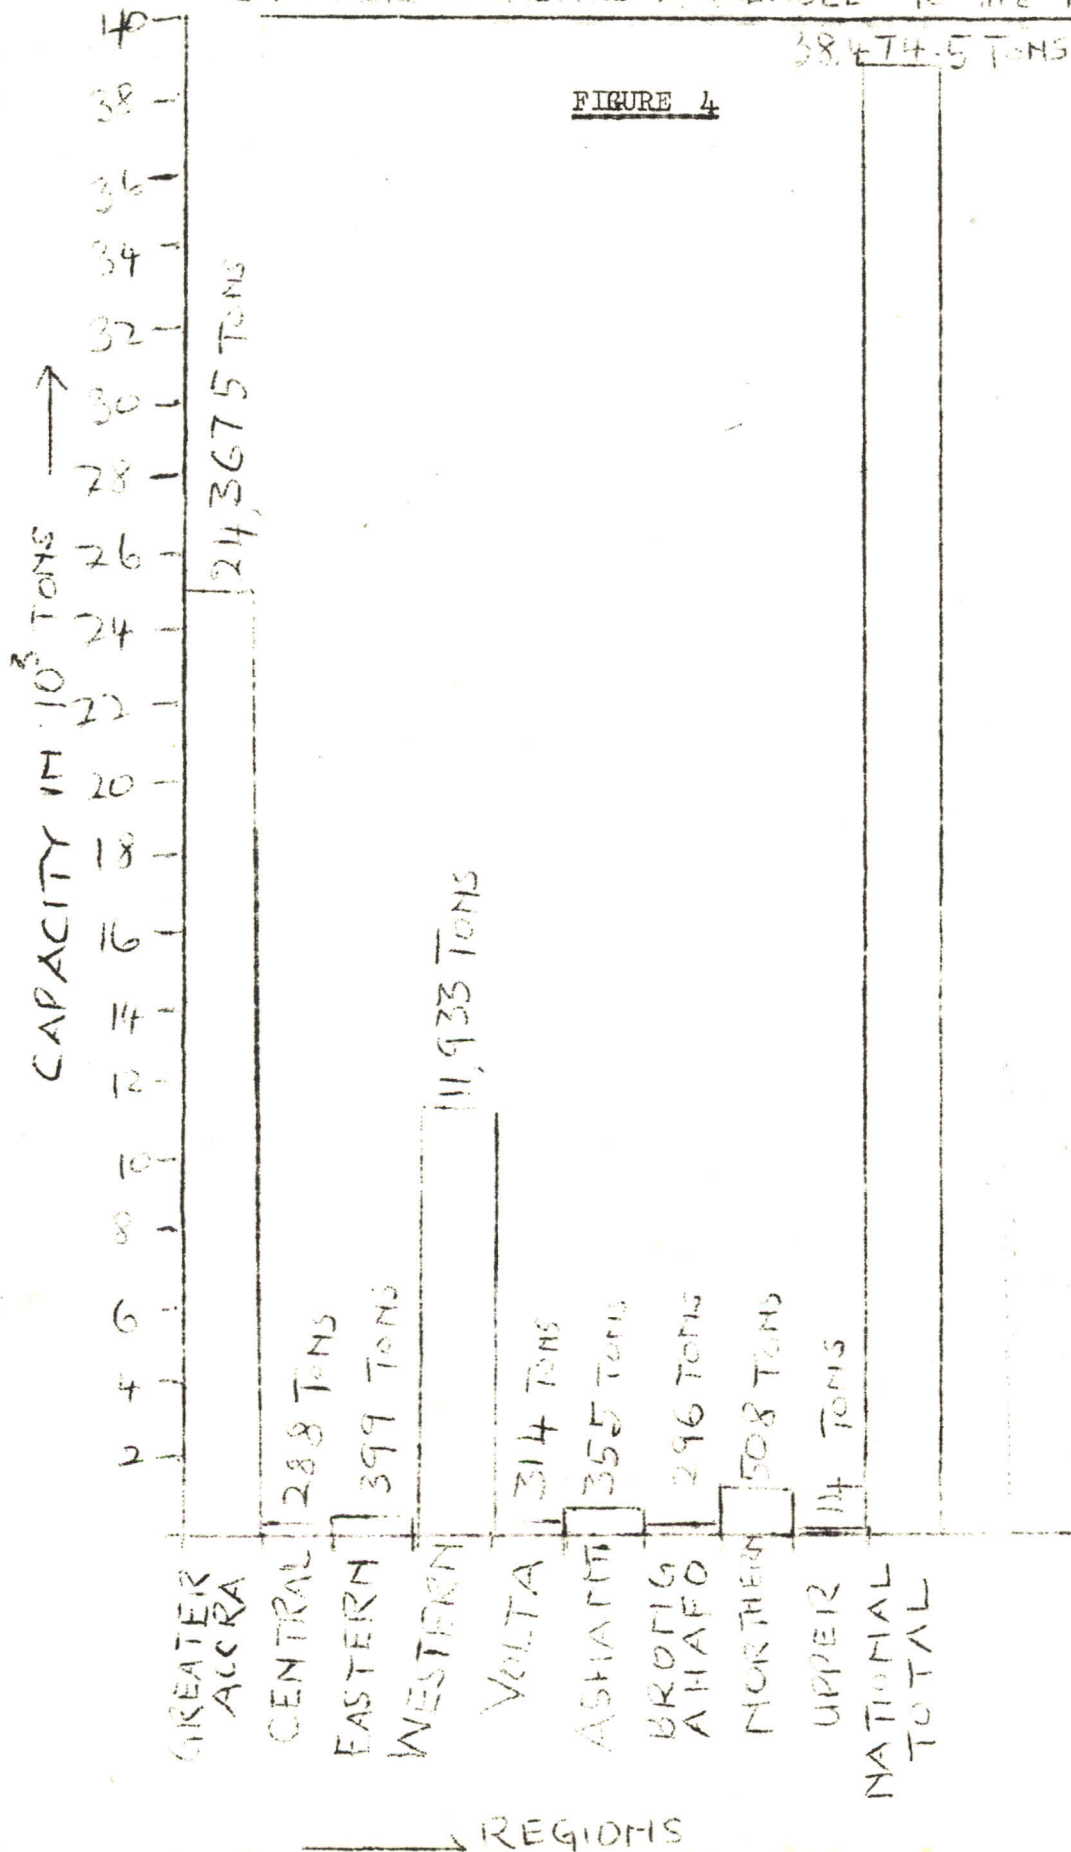 38,474.5 TONS
FIGURE 4
40
38
36
34
32
30
28
26
24
22
20
18
16
14
12
10
8
6
4
2
CAPACITY IN 10³ TONS
24,367.5 TONS
288 TONS
399 TONS
11,933 TONS
314 TONS
355 TONS
296 TONS
508 TONS
14 TONS
GREATER
ACCRA
CENTRAL
EASTERN
WESTERN
VOLTA
ASHANTI
BRONG
AHAFO
NORTHERN
UPPER
NATIONAL
TOTAL
REGIONS